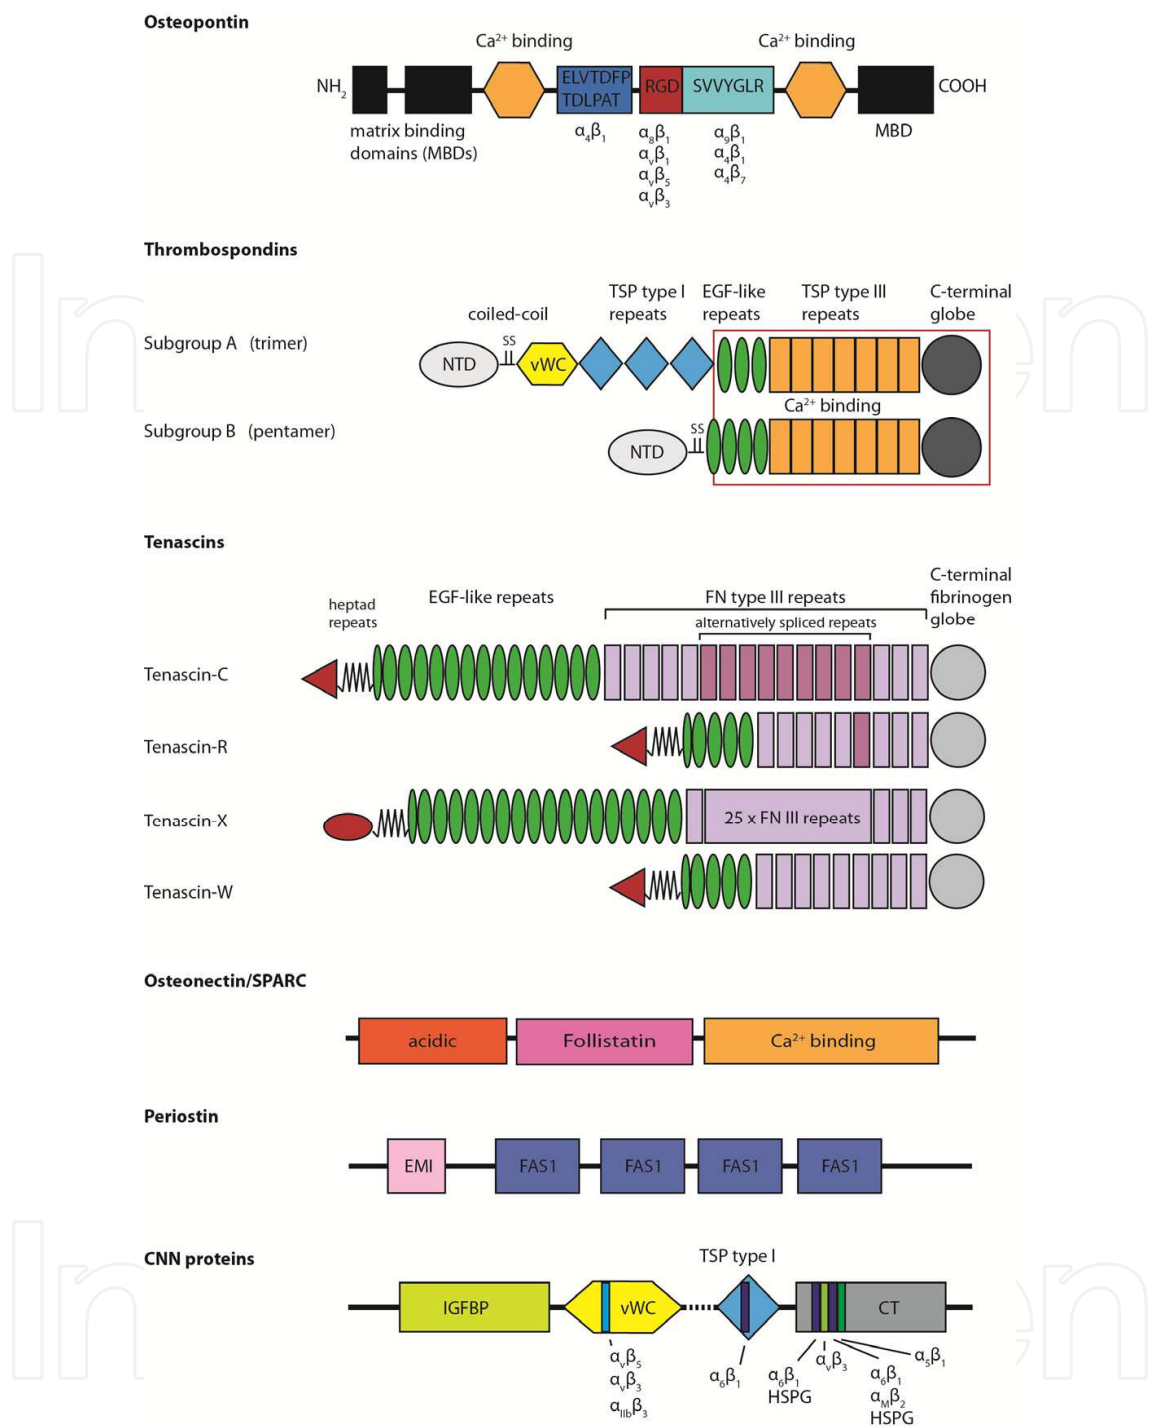 Osteopontin
Ca²⁺ binding
Ca²⁺ binding
NH₂
ELVTDFP
TDLPAT
RGD
SVVYGLR
COOH
matrix binding
domains (MBDs)
α₄β₁
α₈β₁
αᵥβ₁
αᵥβ₅
αᵥβ₃
α₉β₁
α₄β₁
α₄β₇
MBD
Thrombospondins
coiled-coil
TSP type I
repeats
EGF-like
repeats
TSP type III
repeats
C-terminal
globe
Subgroup A (trimer)
NTD
SS
vWC
Ca²⁺ binding
Subgroup B (pentamer)
NTD
SS
Tenascins
heptad
repeats
EGF-like repeats
FN type III repeats
alternatively spliced repeats
C-terminal
fibrinogen
globe
Tenascin-C
Tenascin-R
Tenascin-X
25 x FN III repeats
Tenascin-W
Osteonectin/SPARC
acidic
Follistatin
Ca²⁺ binding
Periostin
EMI
FAS1
FAS1
FAS1
FAS1
CNN proteins
TSP type I
IGFBP
vWC
CT
αᵥβ₅
αᵥβ₃
αIIbβ₃
α₆β₁
α₆β₁
HSPG
αᵥβ₃
α₆β₁
αMβ₂
HSPG
α₅β₁